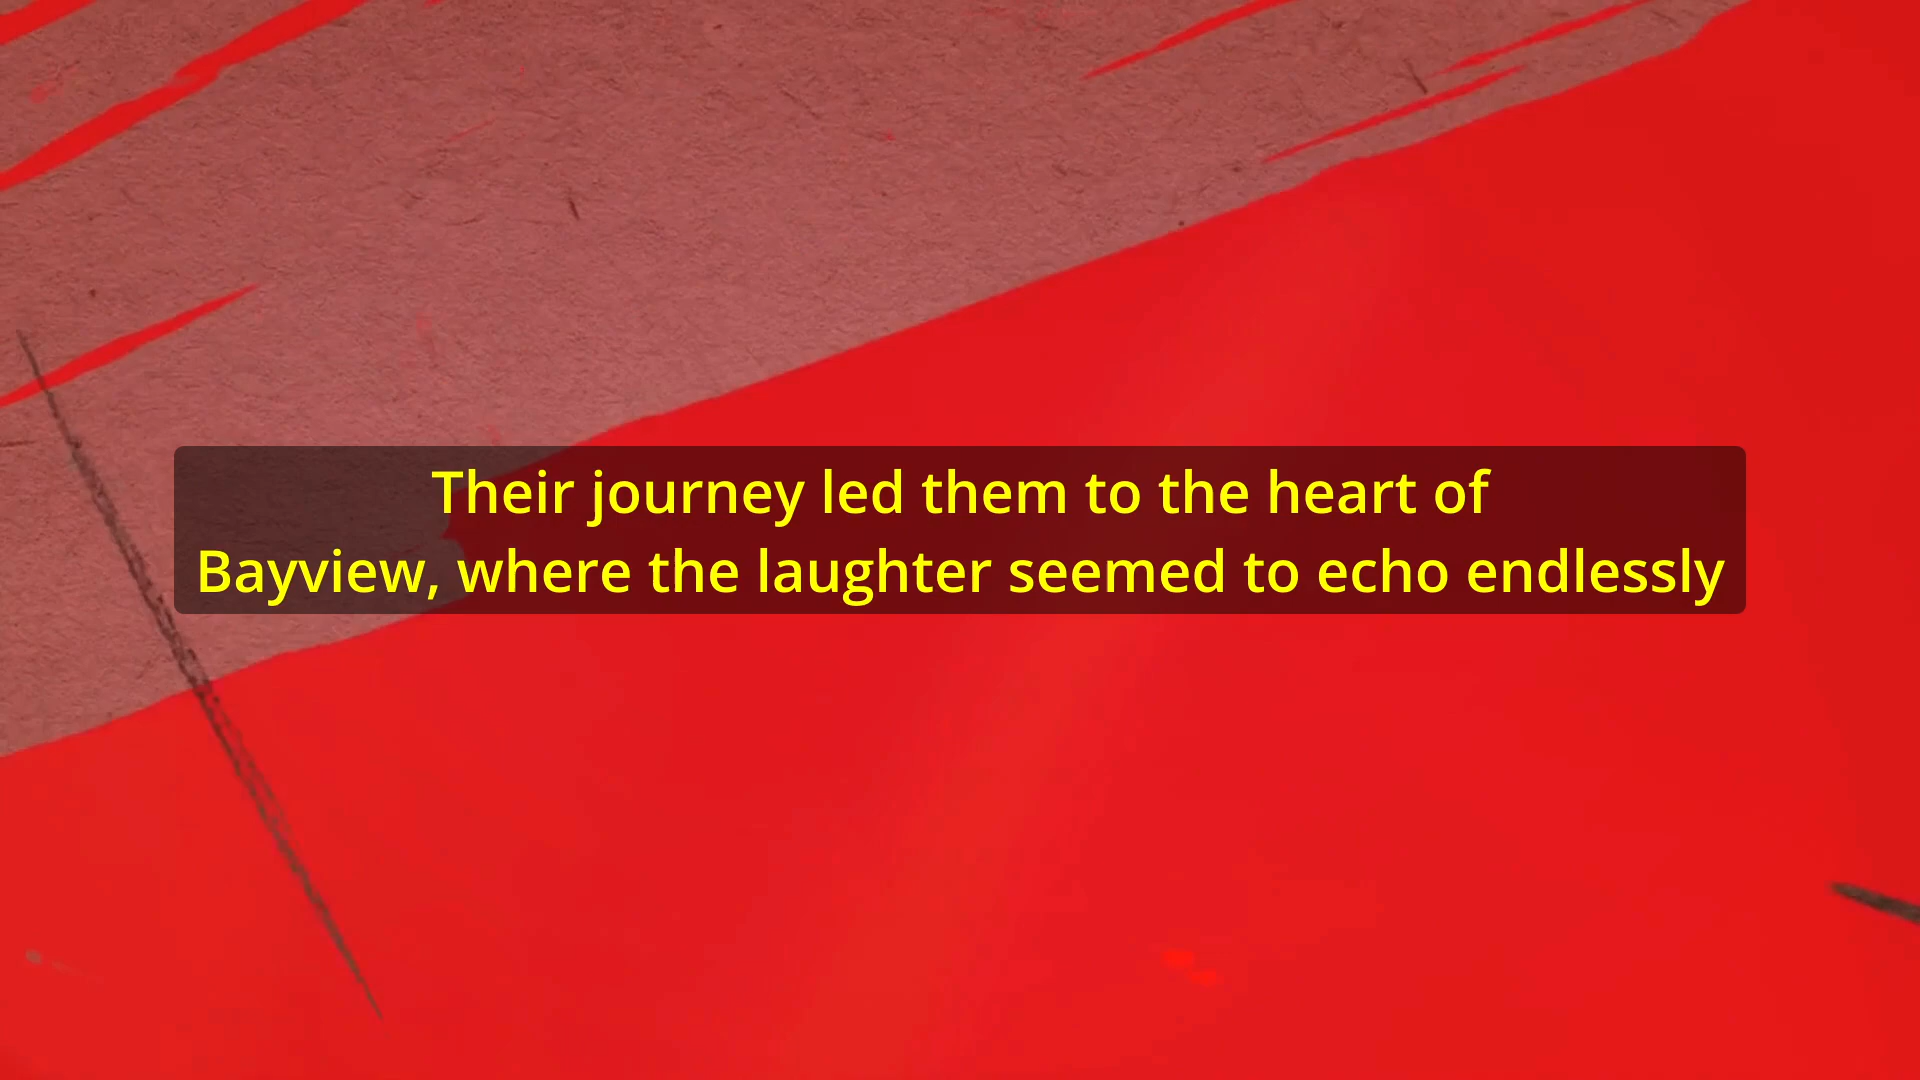 Their journey led them to the heart of
Bayview, where the laughter seemed to echo endlessly